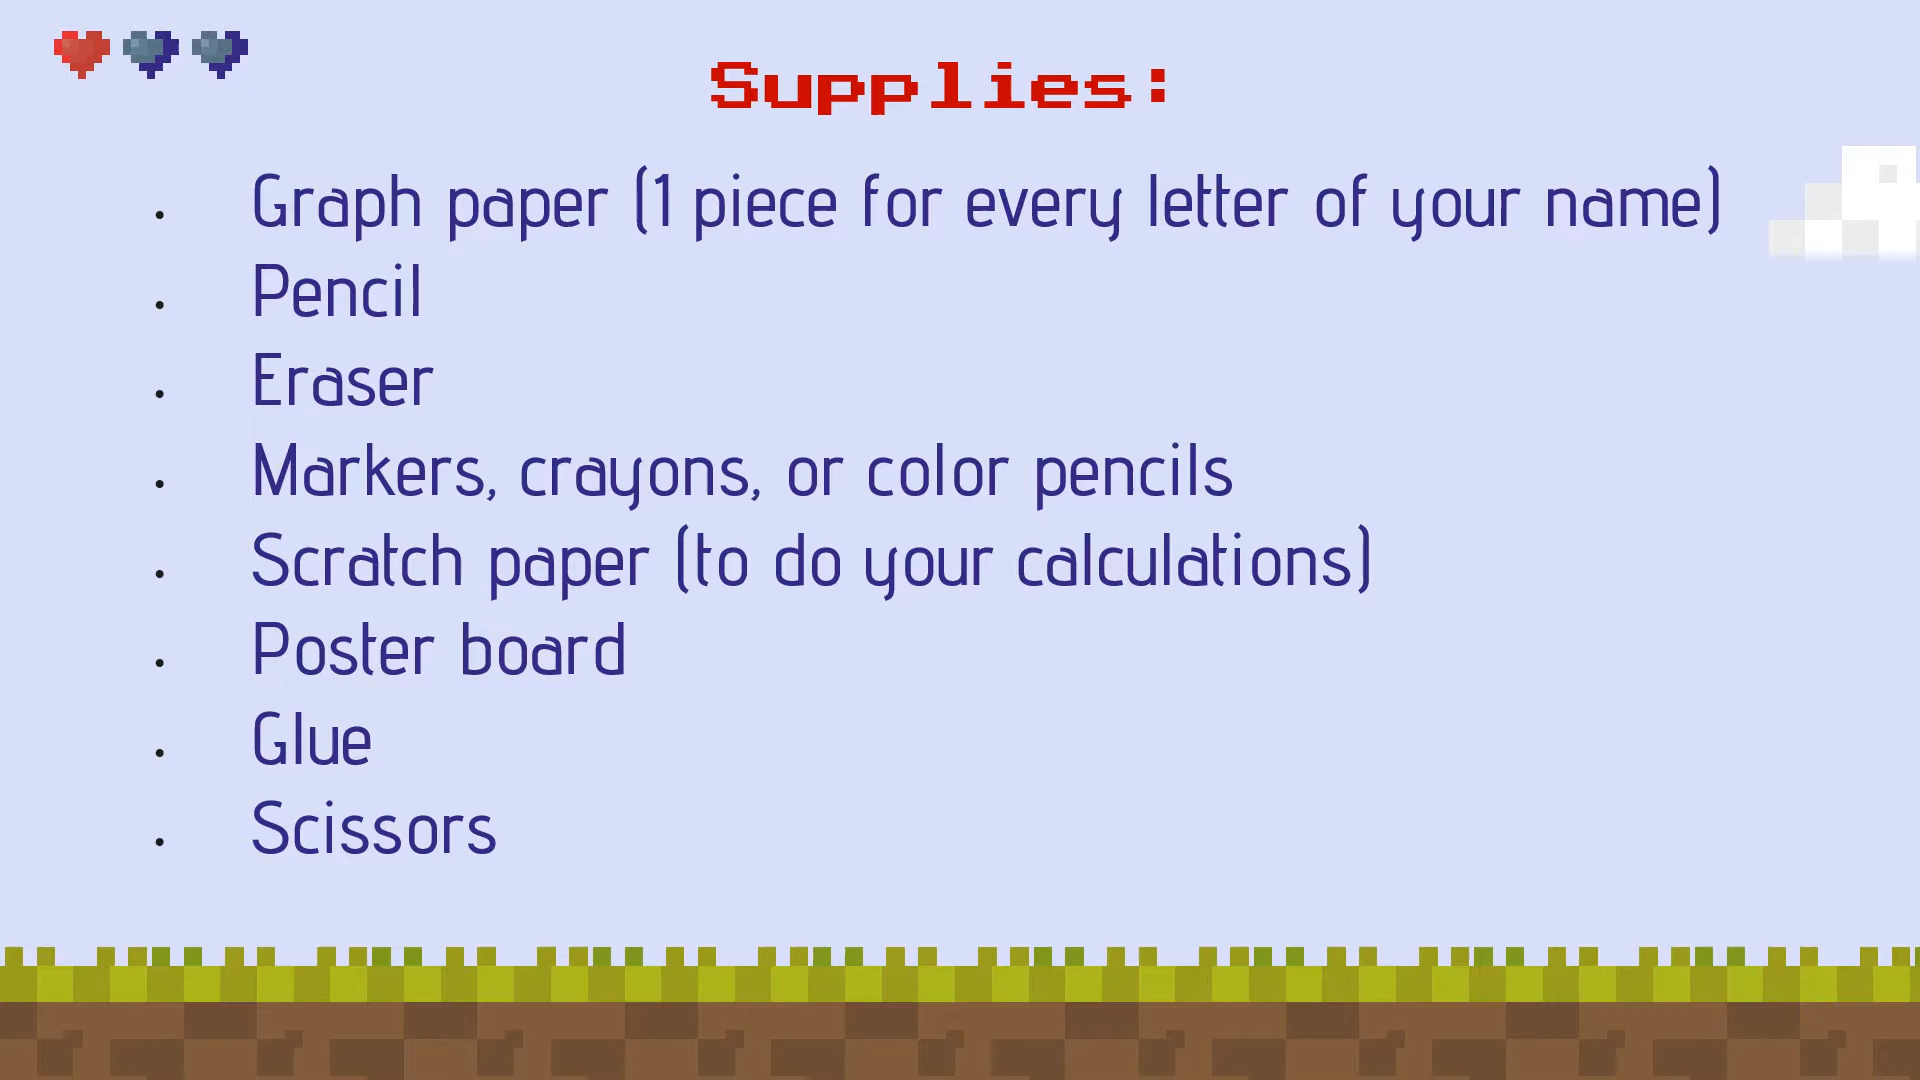 Supplies:
• Graph paper (1 piece for every letter of your name)
• Pencil
• Eraser
• Markers, crayons, or color pencils
• Scratch paper (to do your calculations)
• Poster board
• Glue
• Scissors